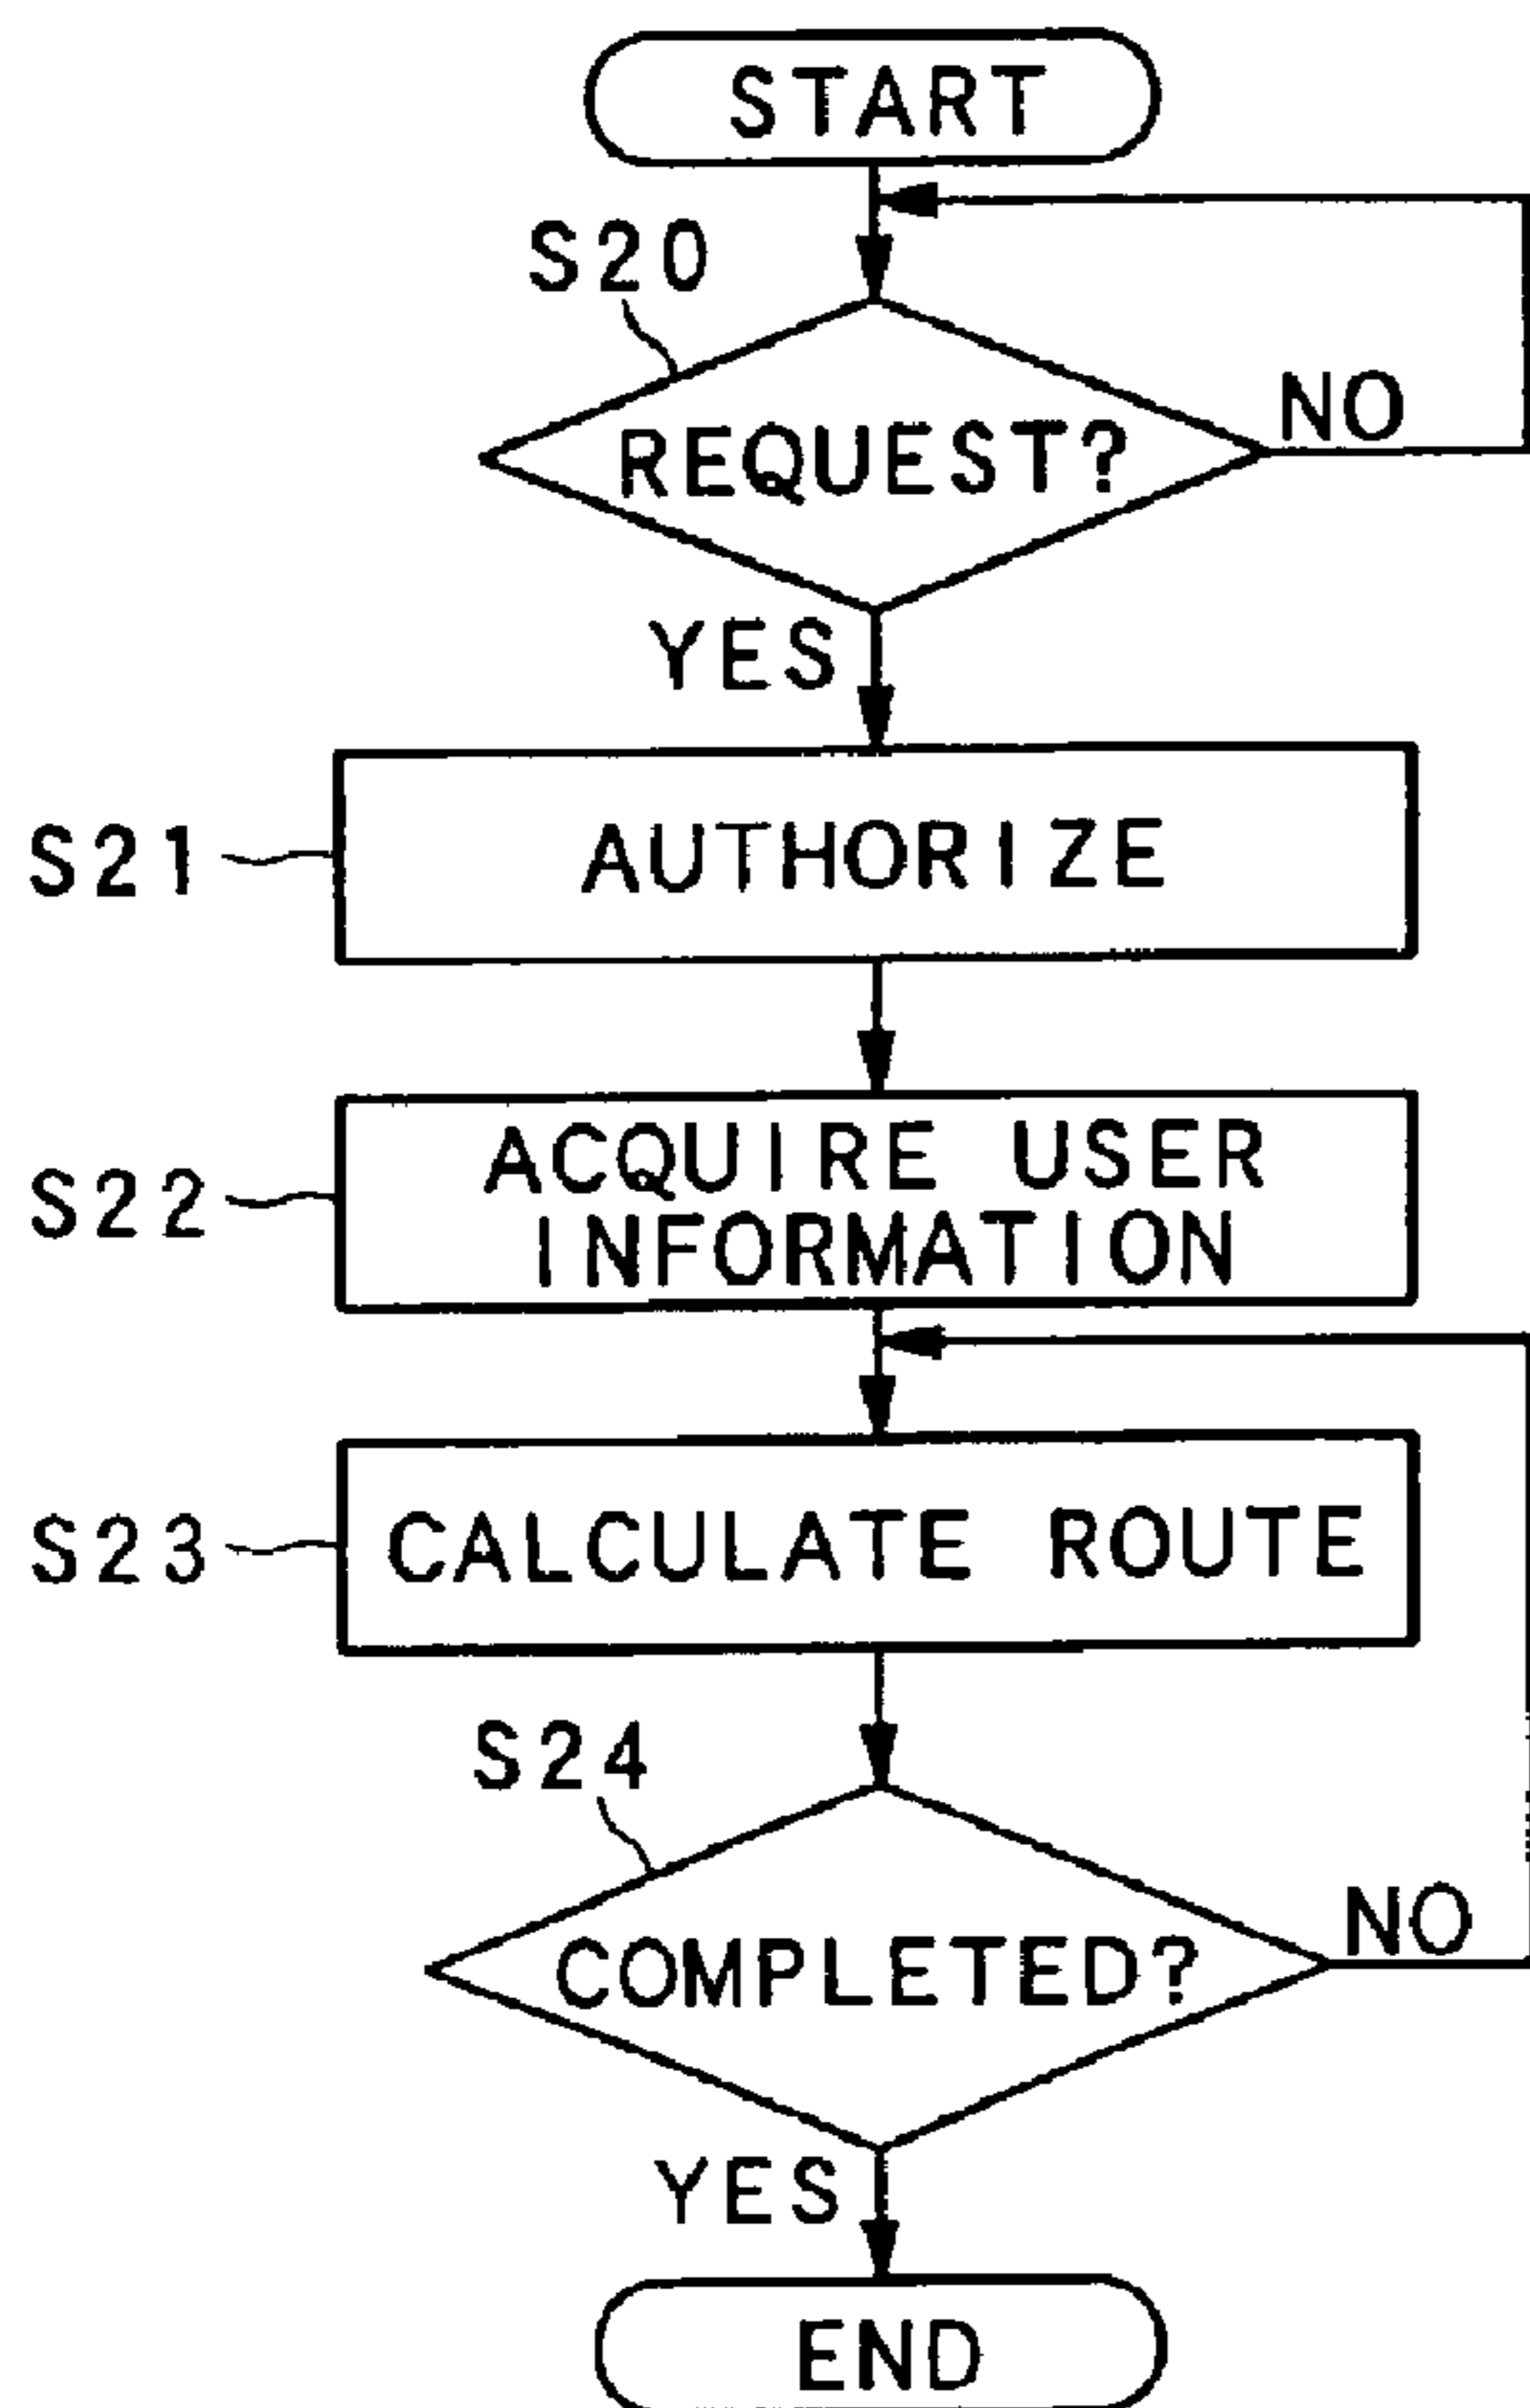 START
S20
REQUEST?
NO
YES
S21
AUTHORIZE
S22
ACQUIRE USER
INFORMATION
S23
CALCULATE ROUTE
S24
COMPLETED?
NO
YES
END